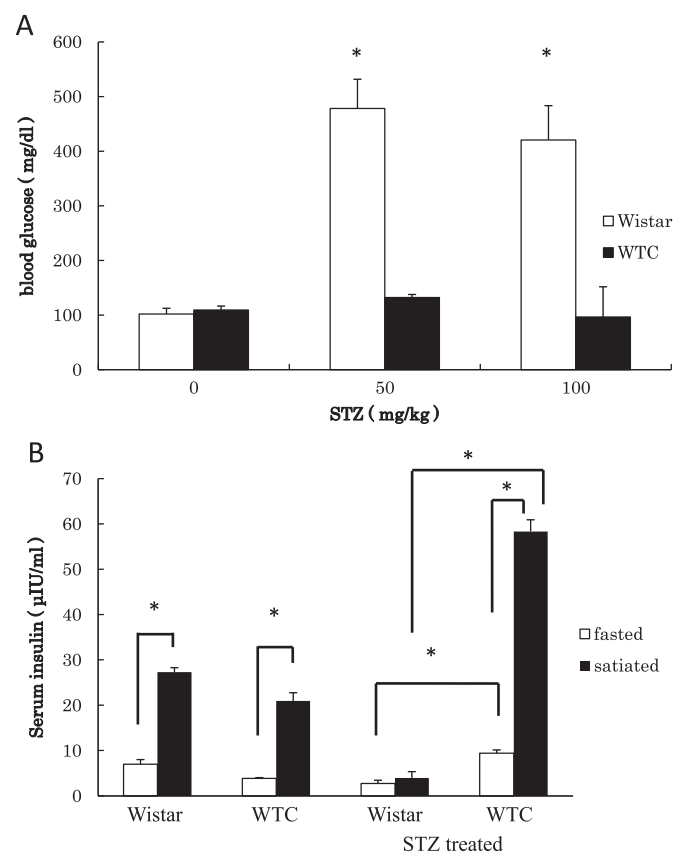 A
600
500
400
300
200
100
0
blood glucose ( mg/dl)
*
*
Wistar
WTC
0
50
100
STZ ( mg/kg )
B
70
60
50
40
30
20
10
0
Serum insulin ( μIU/ml)
*
*
*
*
*
fasted
satiated
Wistar
WTC
Wistar
WTC
STZ treated